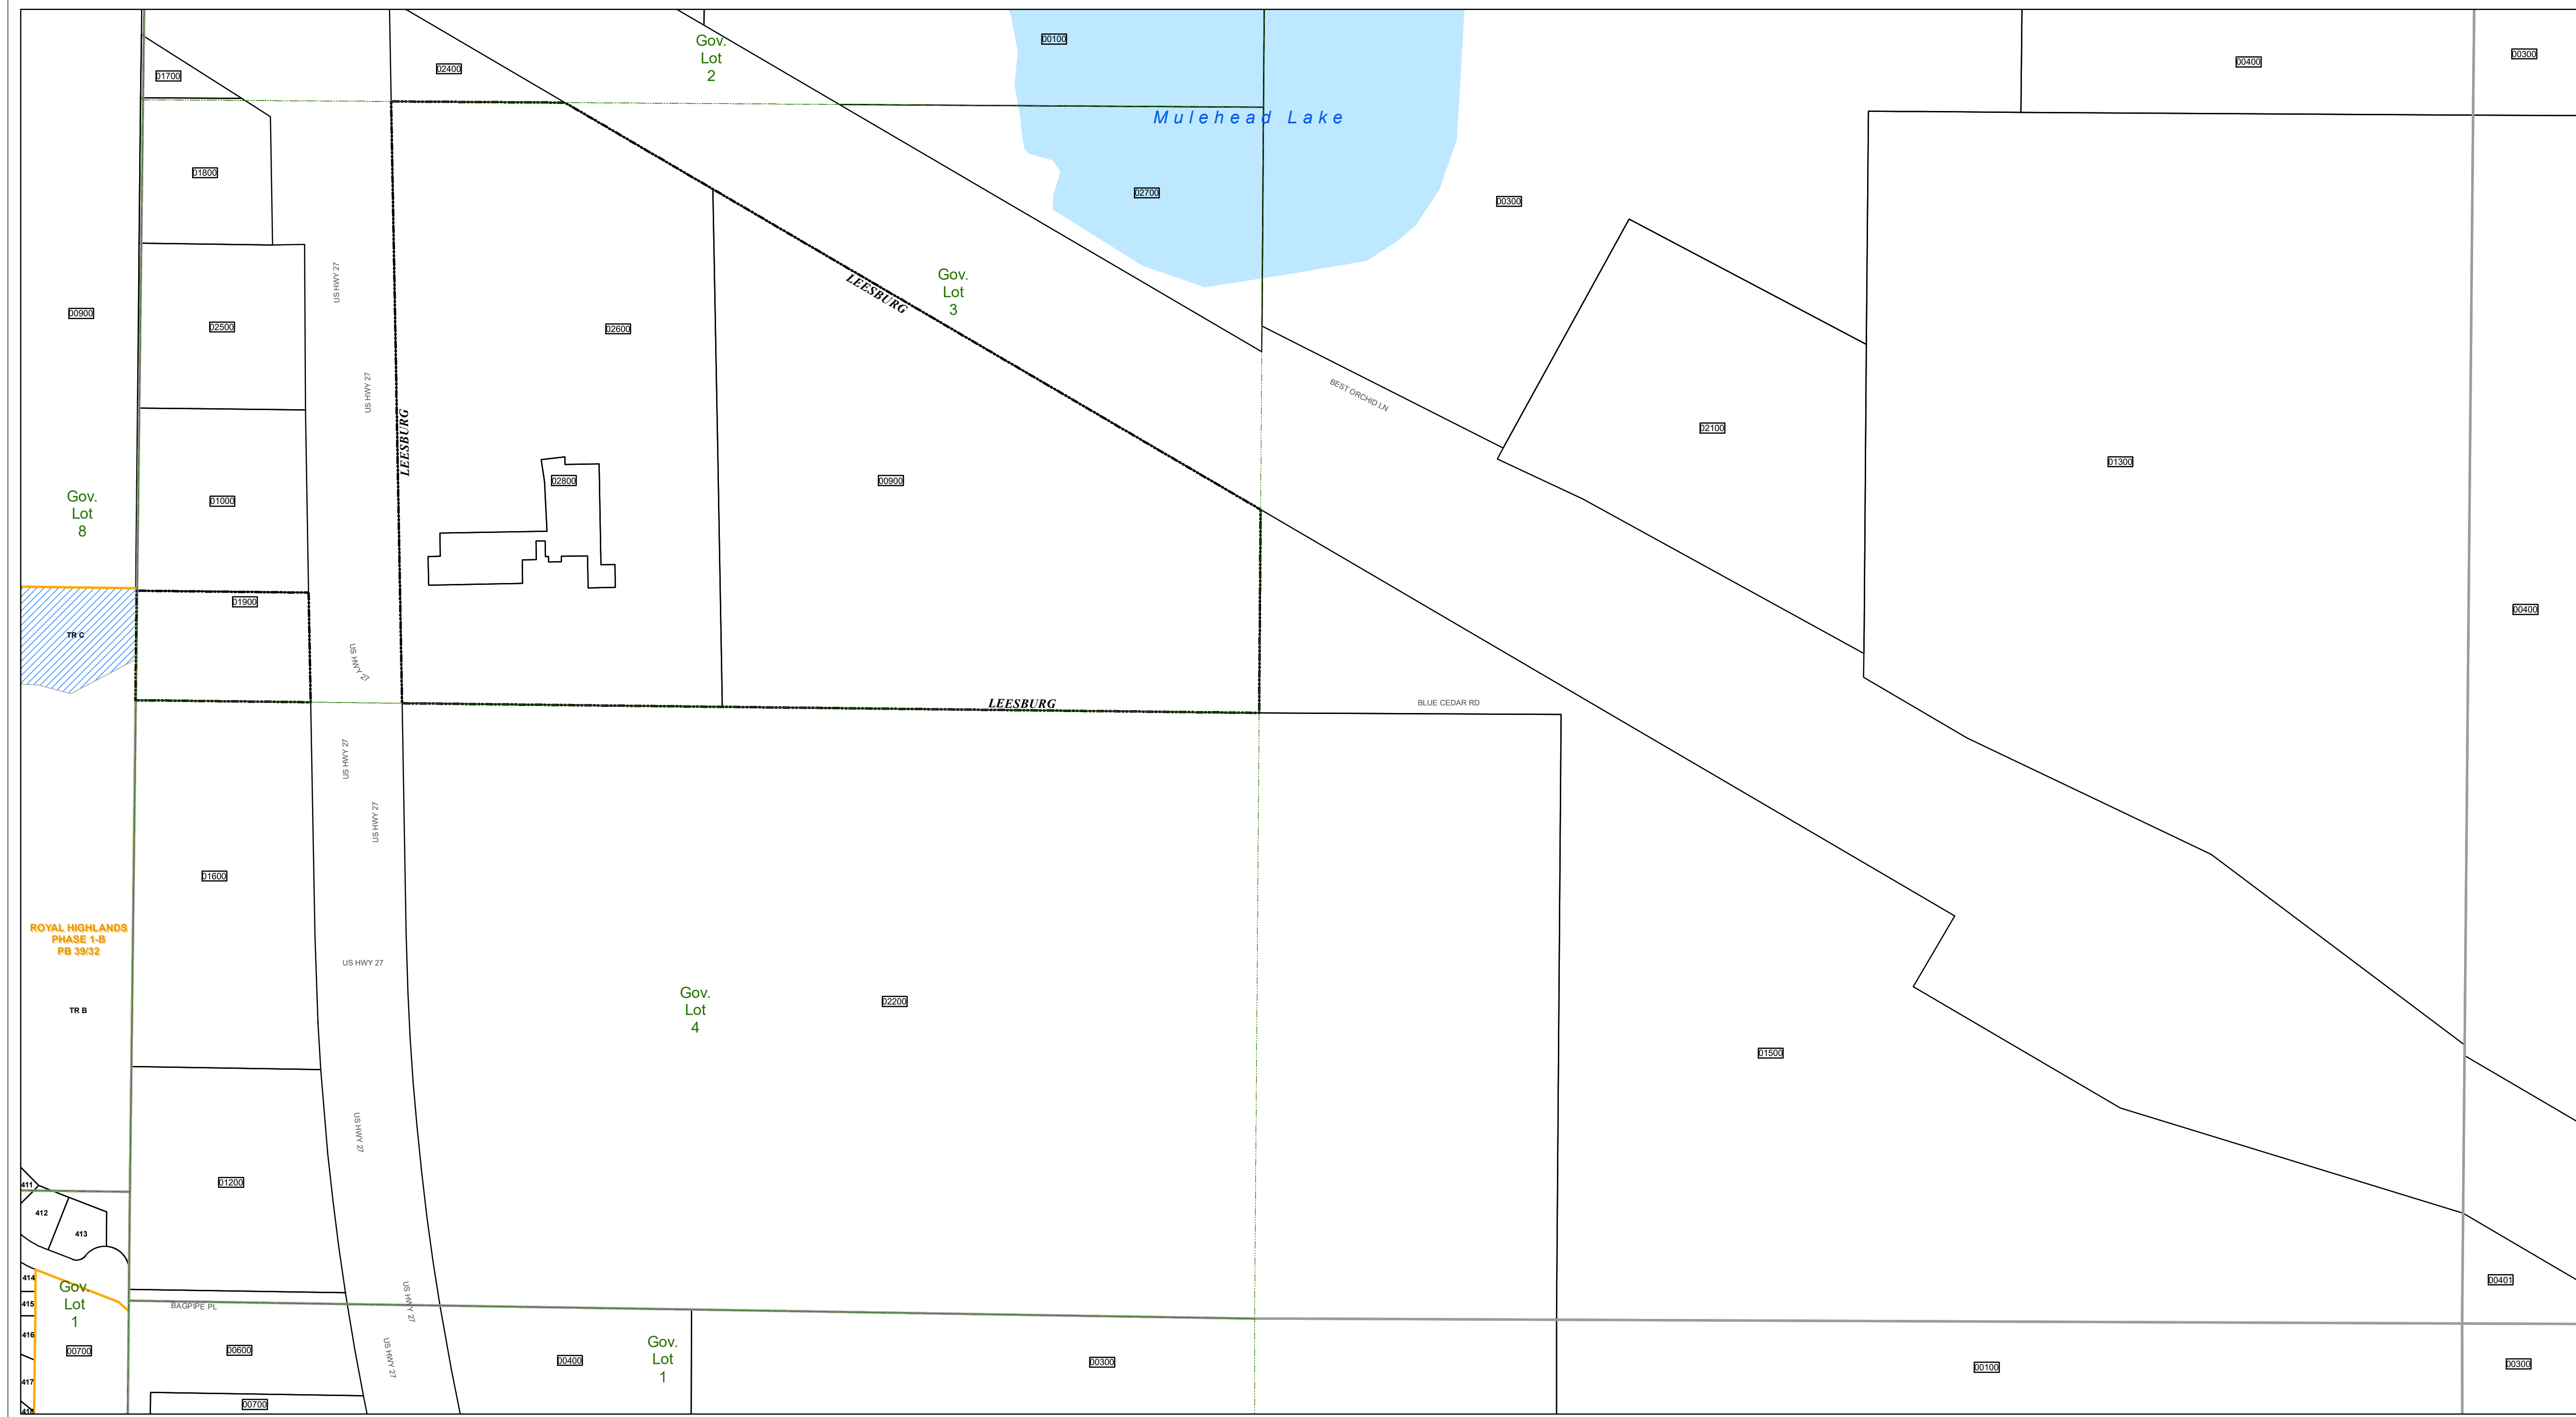 Gov.
Lot
2
00100
00400
00300
01700
02400
Mulehead Lake
01800
02700
00300
US HWY 27
Gov.
Lot
3
LEESBURG
00900
02500
02600
US HWY 27
BEST ORCHID LN
LEESBURG
02100
01300
Gov.
Lot
8
01000
02800
00900
01900
00400
TR C
US HWY 27
LEESBURG
BLUE CEDAR RD
US HWY 27
US HWY 27
01600
ROYAL HIGHLANDS
PHASE 1-B
PB 39/32
US HWY 27
Gov.
Lot
4
02200
TR B
01500
US HWY 27
01200
411
412
413
414
Gov.
Lot
1
415
BAGPIPE PL
US HWY 27
00401
416
00700
00600
US HWY 27
00400
Gov.
Lot
1
00300
00100
00300
417
00700
418